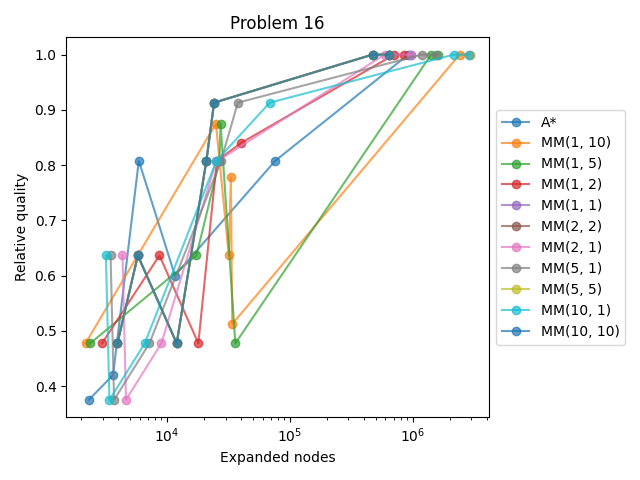 Problem 16
1.0
0.9
0.8
0.7
0.6
0.5
0.4
Relative quality
10^4
10^5
10^6
Expanded nodes
A*
MM(1, 10)
MM(1, 5)
MM(1, 2)
MM(1, 1)
MM(2, 2)
MM(2, 1)
MM(5, 1)
MM(5, 5)
MM(10, 1)
MM(10, 10)